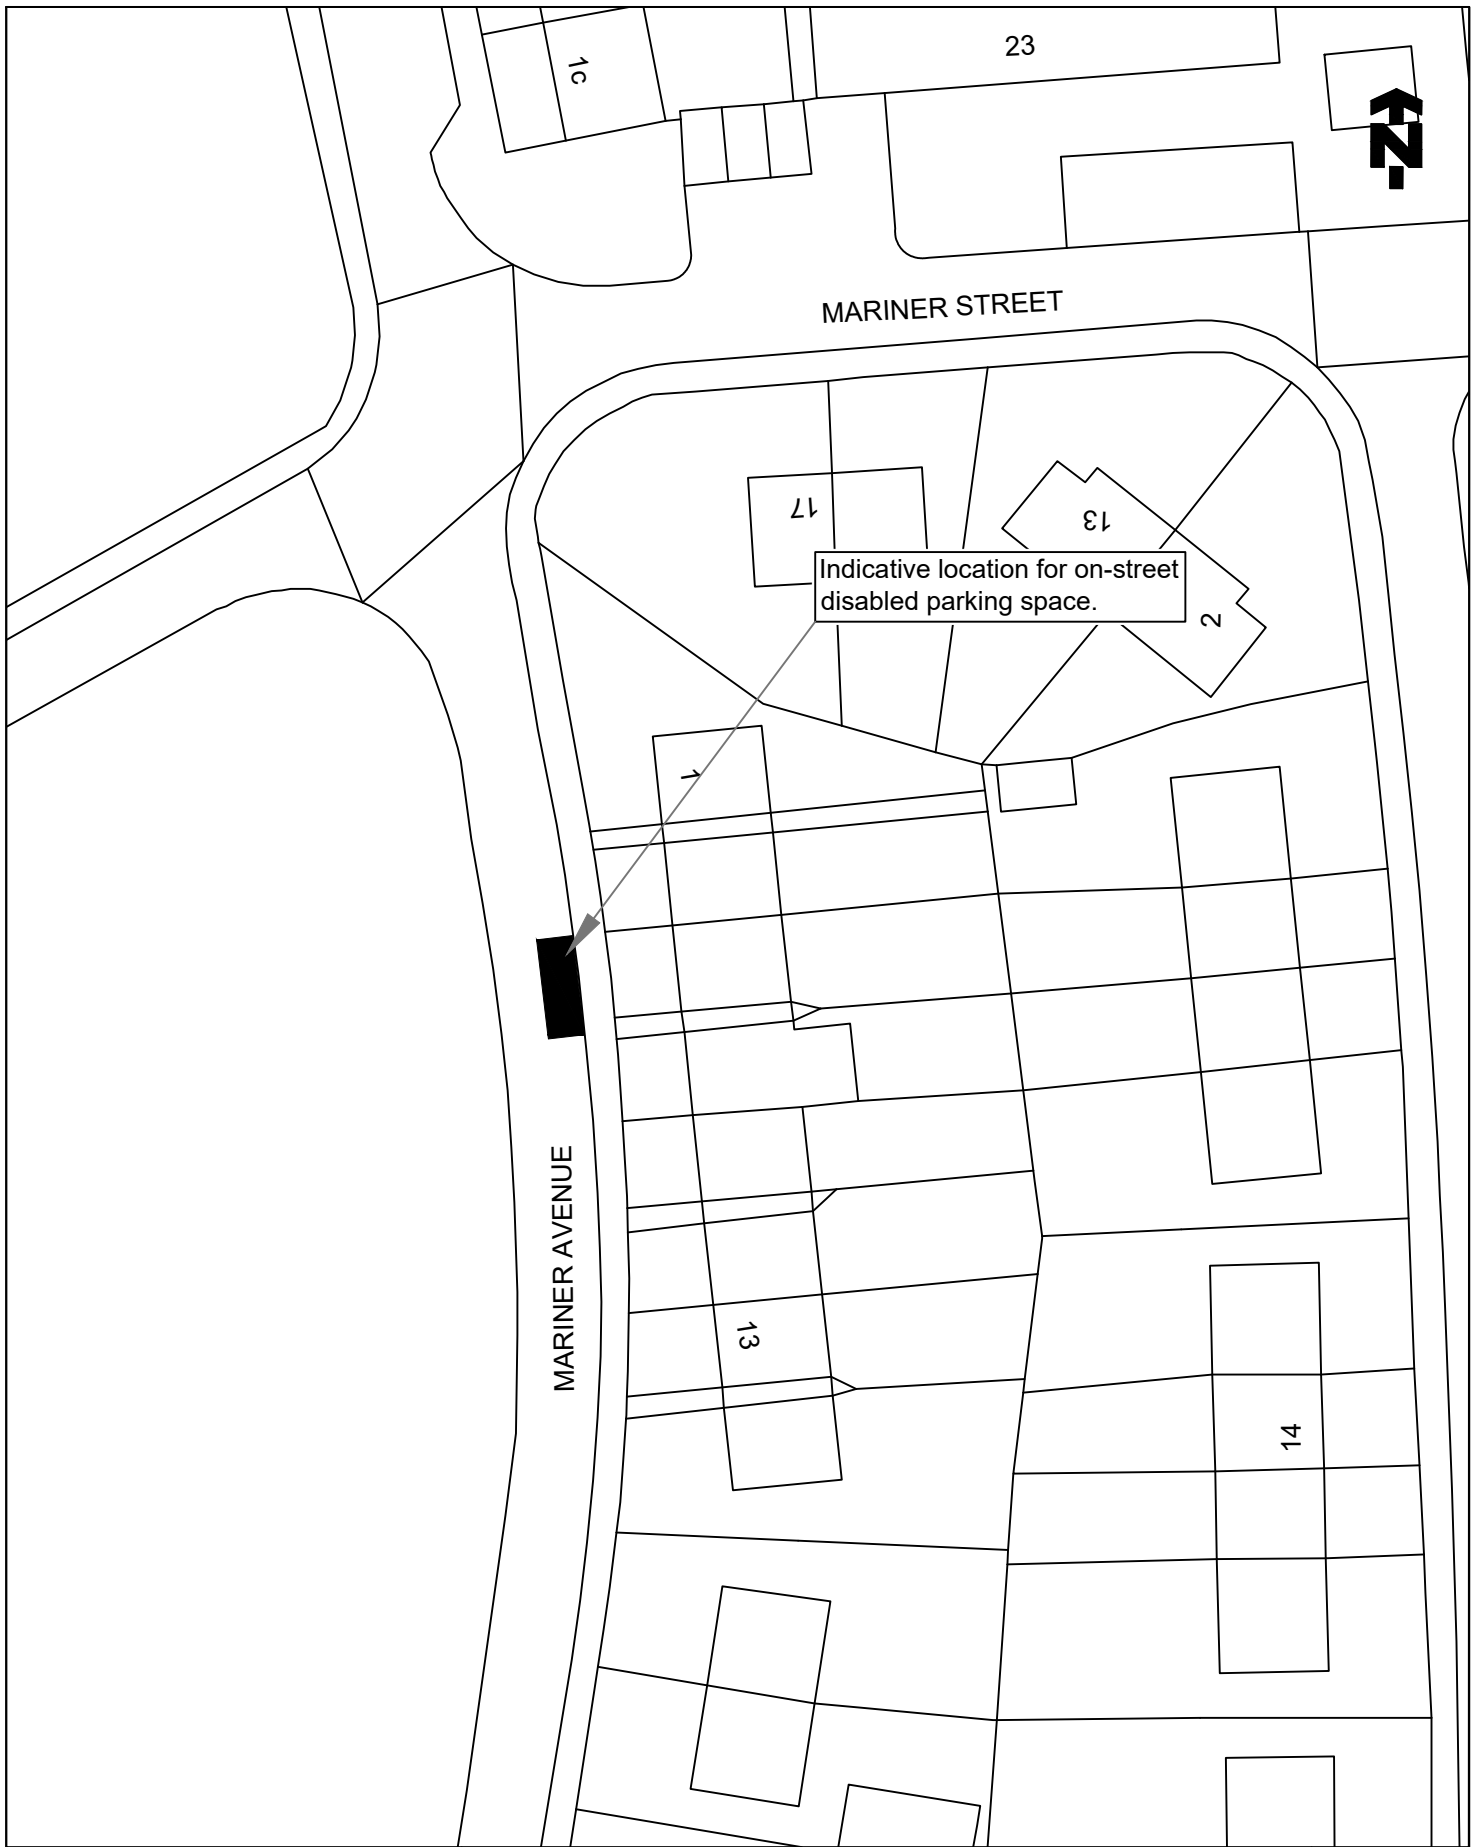 23
1c
N
MARINER STREET
17
13
Indicative location for on-street
disabled parking space.
2
1
MARINER AVENUE
13
14